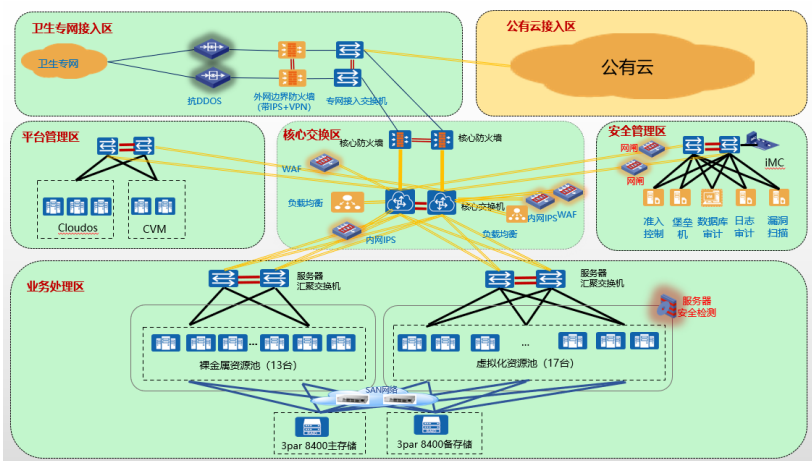 卫生专网接入区
卫生专网
抗DDOS
外网边界防火墙
(带IPS+VPN)
专网接入交换机
公有云接入区
公有云
平台管理区
Cloudos
CVM
核心交换区
核心防火墙
核心防火墙
WAF
负载均衡
核心交换机
内网IPS
WAF
负载均衡
内网IPS
安全管理区
网闸
网闸
iMC
准入
控制
堡垒
机
数据库
审计
日志
审计
漏洞
扫描
业务处理区
服务器
汇聚交换机
服务器
汇聚交换机
服务器
安全检测
...
裸金属资源池（13台）
...
虚拟化资源池（17台）
SAN网络
3par 8400主存储
3par 8400备存储